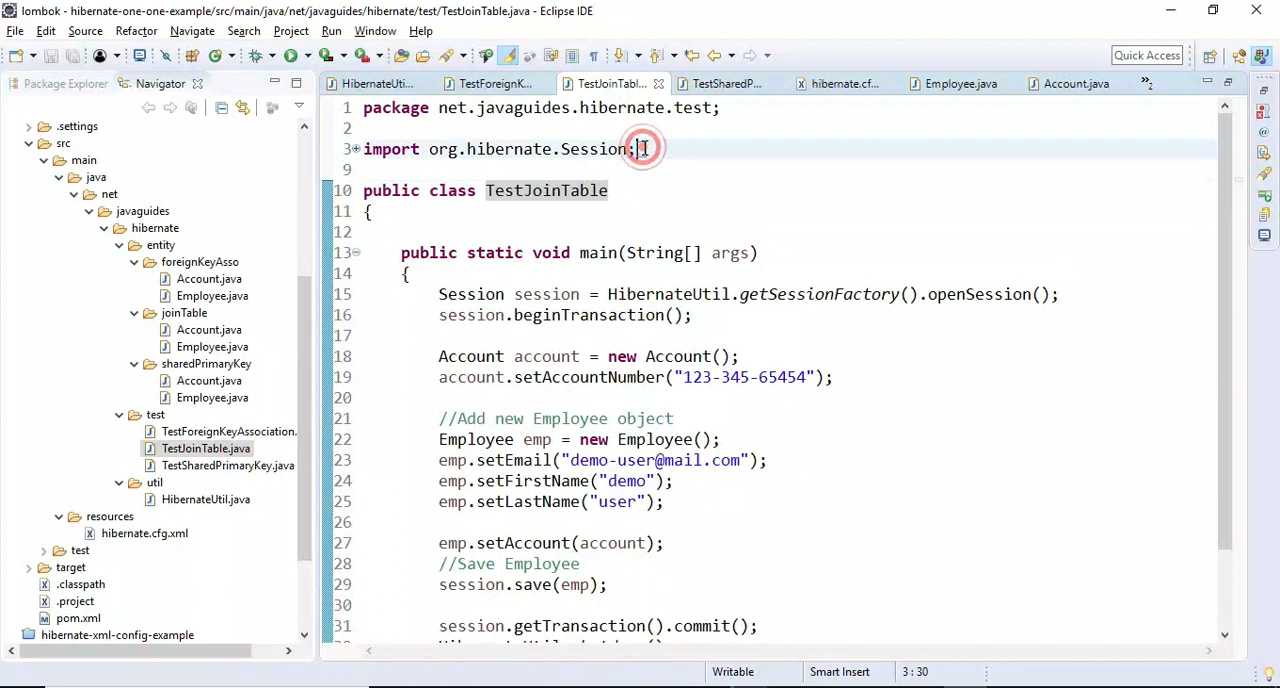 lombok - hibernate-one-one-example/src/main/java/net/javaguides/hibernate/test/TestJoinTable.java - Eclipse IDE
File Edit Source Refactor Navigate Search Project Run Window Help
Quick Access
Package Explorer Navigator
HibernateUti... TestForeignK... TestJoinTabl... TestSharedP... hibernate.cf... Employee.java Account.java »2
.settings
src
main
java
net
javaguides
hibernate
entity
foreignKeyAsso
Account.java
Employee.java
joinTable
Account.java
Employee.java
sharedPrimaryKey
Account.java
Employee.java
test
TestForeignKeyAssociation.
TestJoinTable.java
TestSharedPrimaryKey.java
util
HibernateUtil.java
resources
hibernate.cfg.xml
test
target
.classpath
.project
pom.xml
hibernate-xml-config-example
1 package net.javaguides.hibernate.test;
2
3 import org.hibernate.Session;
9
10 public class TestJoinTable
11 {
12
13 public static void main(String[] args)
14 {
15 Session session = HibernateUtil.getSessionFactory().openSession();
16 session.beginTransaction();
17
18 Account account = new Account();
19 account.setAccountNumber("123-345-65454");
20
21 //Add new Employee object
22 Employee emp = new Employee();
23 emp.setEmail("demo-user@mail.com");
24 emp.setFirstName("demo");
25 emp.setLastName("user");
26
27 emp.setAccount(account);
28 //Save Employee
29 session.save(emp);
30
31 session.getTransaction().commit();
Writable Smart Insert 3 : 30